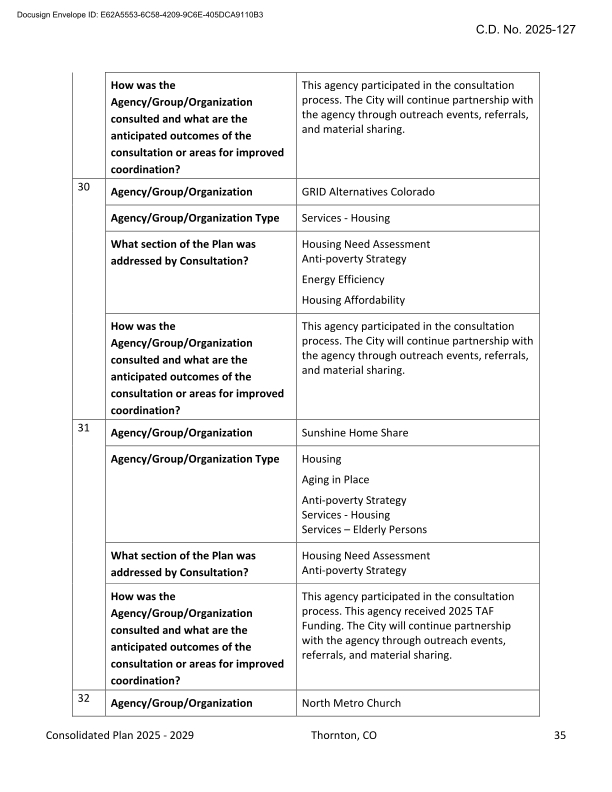 Docusign Envelope ID: E62A5553-6C58-4209-9C6E-405DCA9110B3
C.D. No. 2025-127
How was the
Agency/Group/Organization
consulted and what are the
anticipated outcomes of the
consultation or areas for improved
coordination?
This agency participated in the consultation
process. The City will continue partnership with
the agency through outreach events, referrals,
and material sharing.
30
Agency/Group/Organization
GRID Alternatives Colorado
Agency/Group/Organization Type
Services - Housing
What section of the Plan was
addressed by Consultation?
Housing Need Assessment
Anti-poverty Strategy
Energy Efficiency
Housing Affordability
How was the
Agency/Group/Organization
consulted and what are the
anticipated outcomes of the
consultation or areas for improved
coordination?
This agency participated in the consultation
process. The City will continue partnership with
the agency through outreach events, referrals,
and material sharing.
31
Agency/Group/Organization
Sunshine Home Share
Agency/Group/Organization Type
Housing
Aging in Place
Anti-poverty Strategy
Services - Housing
Services – Elderly Persons
What section of the Plan was
addressed by Consultation?
Housing Need Assessment
Anti-poverty Strategy
How was the
Agency/Group/Organization
consulted and what are the
anticipated outcomes of the
consultation or areas for improved
coordination?
This agency participated in the consultation
process. This agency received 2025 TAF
Funding. The City will continue partnership
with the agency through outreach events,
referrals, and material sharing.
32
Agency/Group/Organization
North Metro Church
Consolidated Plan 2025 - 2029
Thornton, CO
35